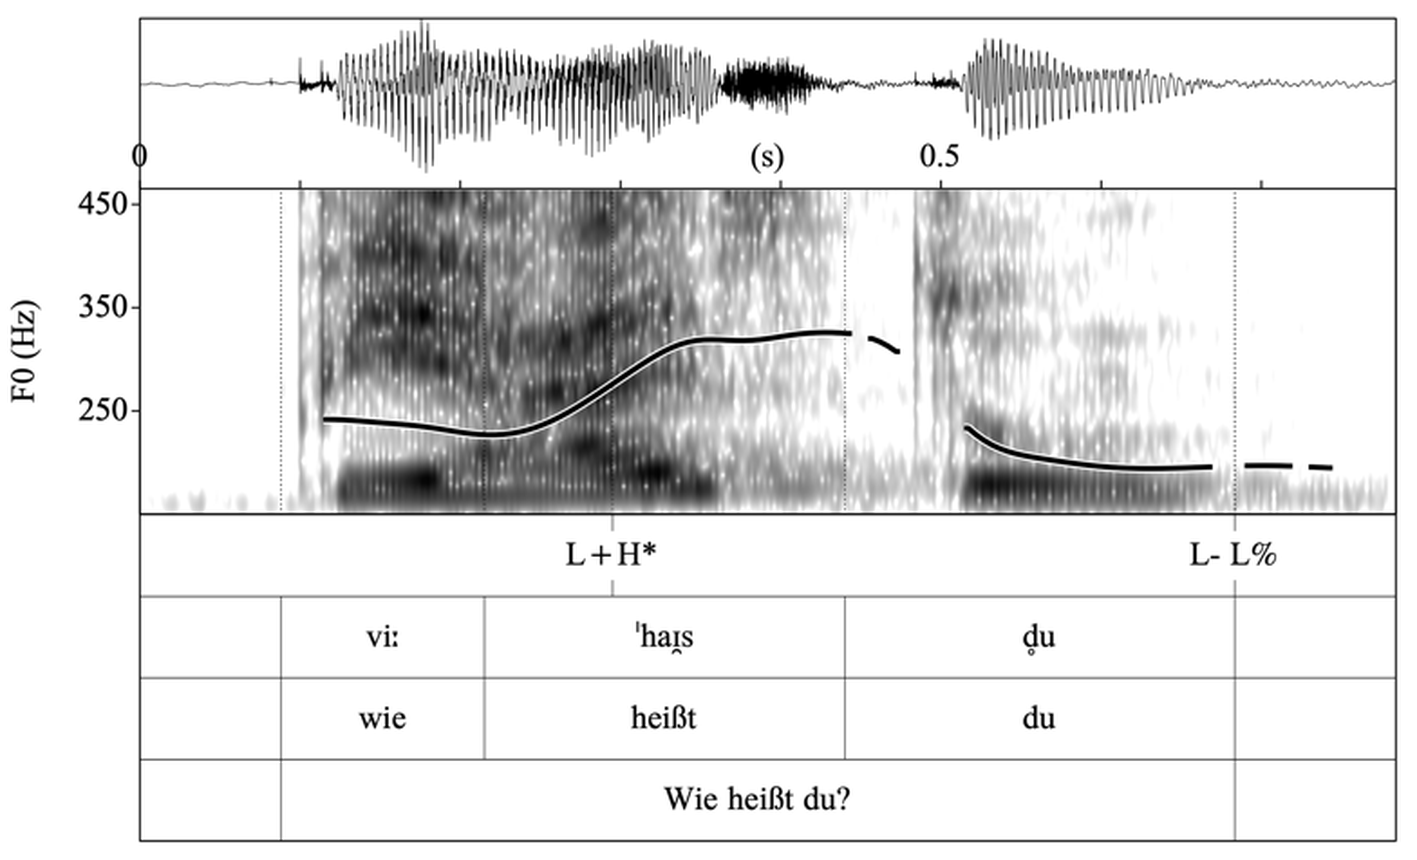 0 (s) 0.5
450
350
250
F0 (Hz)
L+H* L- L%
viː ˈhaɪ̯s d̥u
wie heißt du
Wie heißt du?